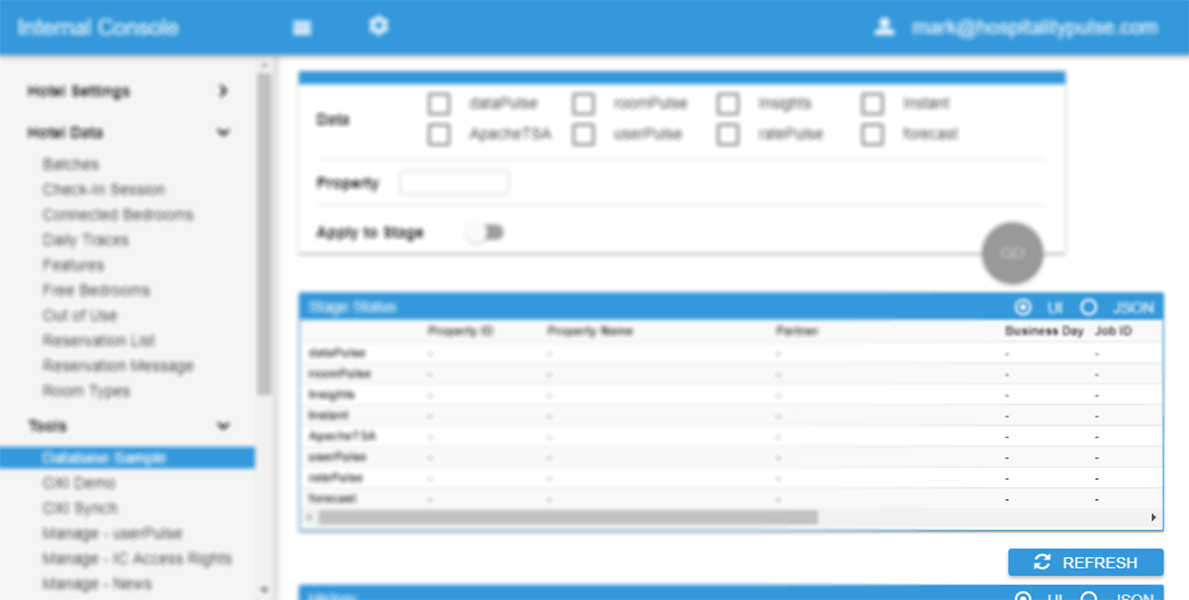 Internal Console mark@hospitalitypulse.com
Hotel Settings
Hotel Data
Batches
Check-In Session
Connected Bedrooms
Daily Traces
Features
Free Bedrooms
Out of Use
Reservation List
Reservation Message
Room Types
Tools
Database Sample
OXI Demo
OXI Synch
Manage - userPulse
Manage - IC Access Rights
Manage - News
Data
dataPulse roomPulse Insights Instant
ApacheTSA userPulse ratePulse forecast
Property
Apply to Stage
GO
Stage Status UI JSON
Property ID Property Name Partner Business Day Job ID
dataPulse - - - - -
roomPulse - - - - -
Insights - - - - -
Instant - - - - -
ApacheTSA - - - - -
userPulse - - - - -
ratePulse - - - - -
forecast - - - - -
REFRESH
History UI JSON